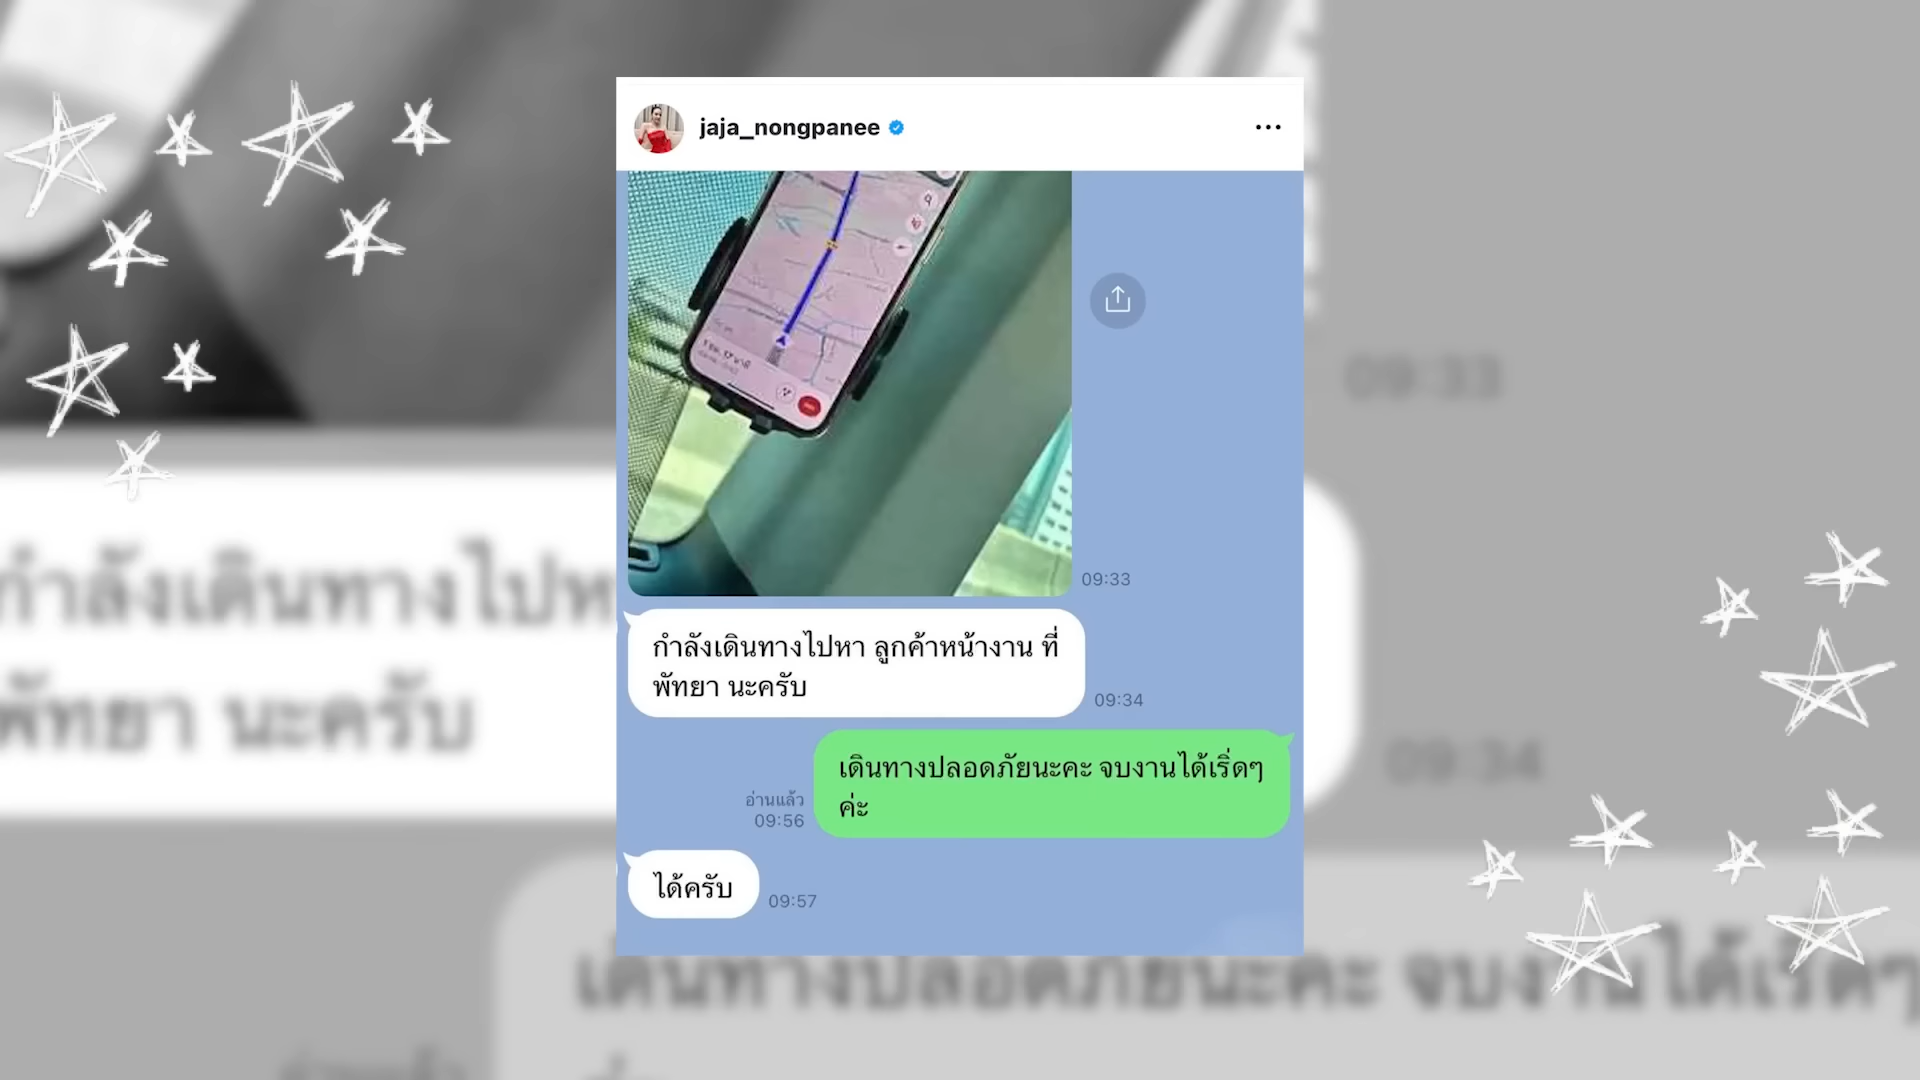 jaja_nongpanee
09:33
กำลังเดินทางไปหา ลูกค้าหน้างาน ที่
พัทยา นะครับ
09:34
เดินทางปลอดภัยนะคะ จบงานได้เริ่ดๆ
ค่ะ
อ่านแล้ว
09:56
ได้ครับ
09:57
09:33
กำลังเดินทางไปห
พัทยา นะครับ
09:34
เดินทางปลอดภัยนะคะ จบงานได้เริ่ดๆ